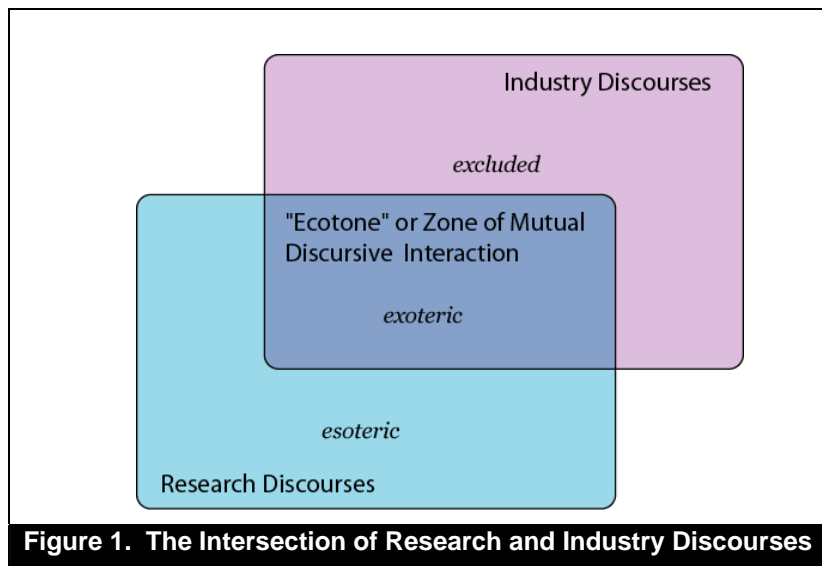 Industry Discourses
excluded
"Ecotone" or Zone of Mutual
Discursive Interaction
exoteric
esoteric
Research Discourses
Figure 1. The Intersection of Research and Industry Discourses